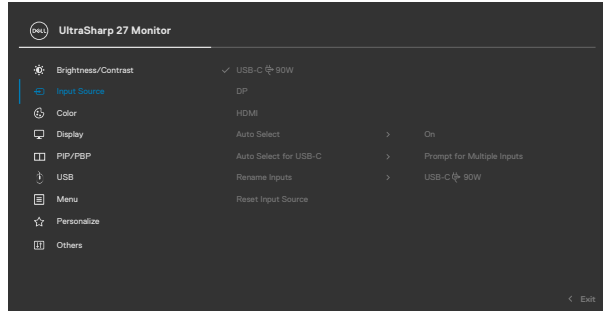 DELL UltraSharp 27 Monitor
Brightness/Contrast ✓ USB-C 90W
Input Source DP
Color HDMI
Display Auto Select > On
PIP/PBP Auto Select for USB-C > Prompt for Multiple Inputs
USB Rename Inputs > USB-C 90W
Menu Reset Input Source
Personalize
Others
< Exit